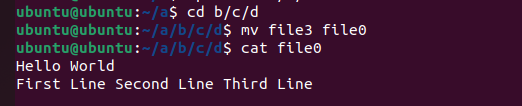 ubuntu@ubuntu:~/a$ cd b/c/d
ubuntu@ubuntu:~/a/b/c/d$ mv file3 file0
ubuntu@ubuntu:~/a/b/c/d$ cat file0
Hello World
First Line Second Line Third Line